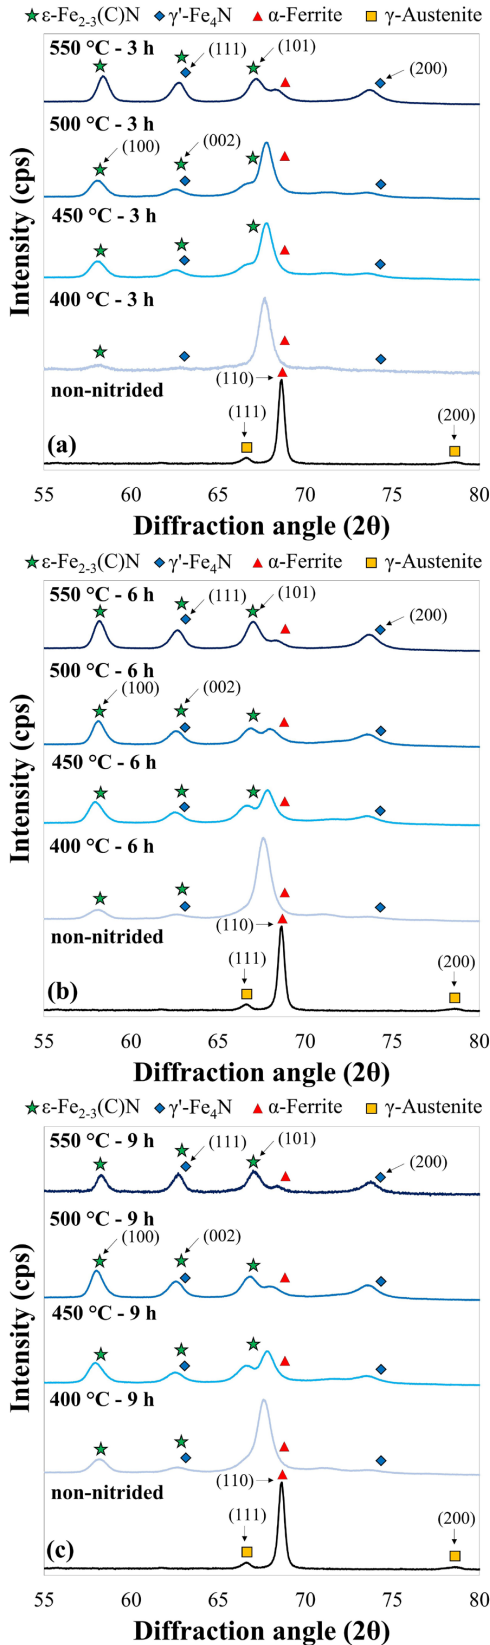 ε-Fe2-3(C)N γ'-Fe4N α-Ferrite γ-Austenite
550 °C - 3 h (111) (101) (200)
500 °C - 3 h
(100) (002)
450 °C - 3 h
400 °C - 3 h
non-nitrided (110)
(111) (200)
(a)
Intensity (cps)
55 60 65 70 75 80
Diffraction angle (2θ)
ε-Fe2-3(C)N γ'-Fe4N α-Ferrite γ-Austenite
550 °C - 6 h (111) (101) (200)
500 °C - 6 h
(100) (002)
450 °C - 6 h
400 °C - 6 h
non-nitrided (110)
(111) (200)
(b)
Intensity (cps)
55 60 65 70 75 80
Diffraction angle (2θ)
ε-Fe2-3(C)N γ'-Fe4N α-Ferrite γ-Austenite
550 °C - 9 h (111) (101) (200)
500 °C - 9 h
(100) (002)
450 °C - 9 h
400 °C - 9 h
non-nitrided (110)
(111) (200)
(c)
Intensity (cps)
55 60 65 70 75 80
Diffraction angle (2θ)